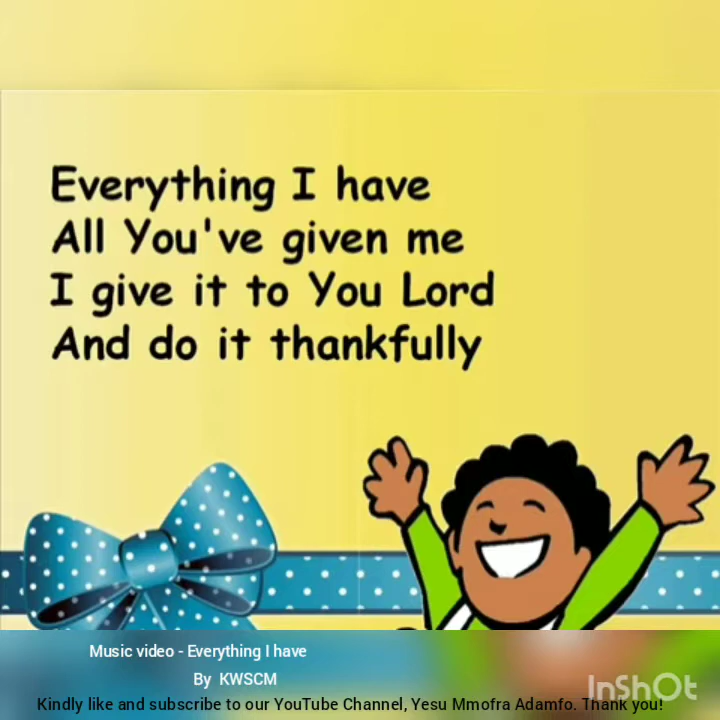 Everything I have
All You've given me
I give it to You Lord
And do it thankfully
Music video - Everything I have
By KWSCM
InShOt
Kindly like and subscribe to our YouTube Channel, Yesu Mmofra Adamfo. Thank you!